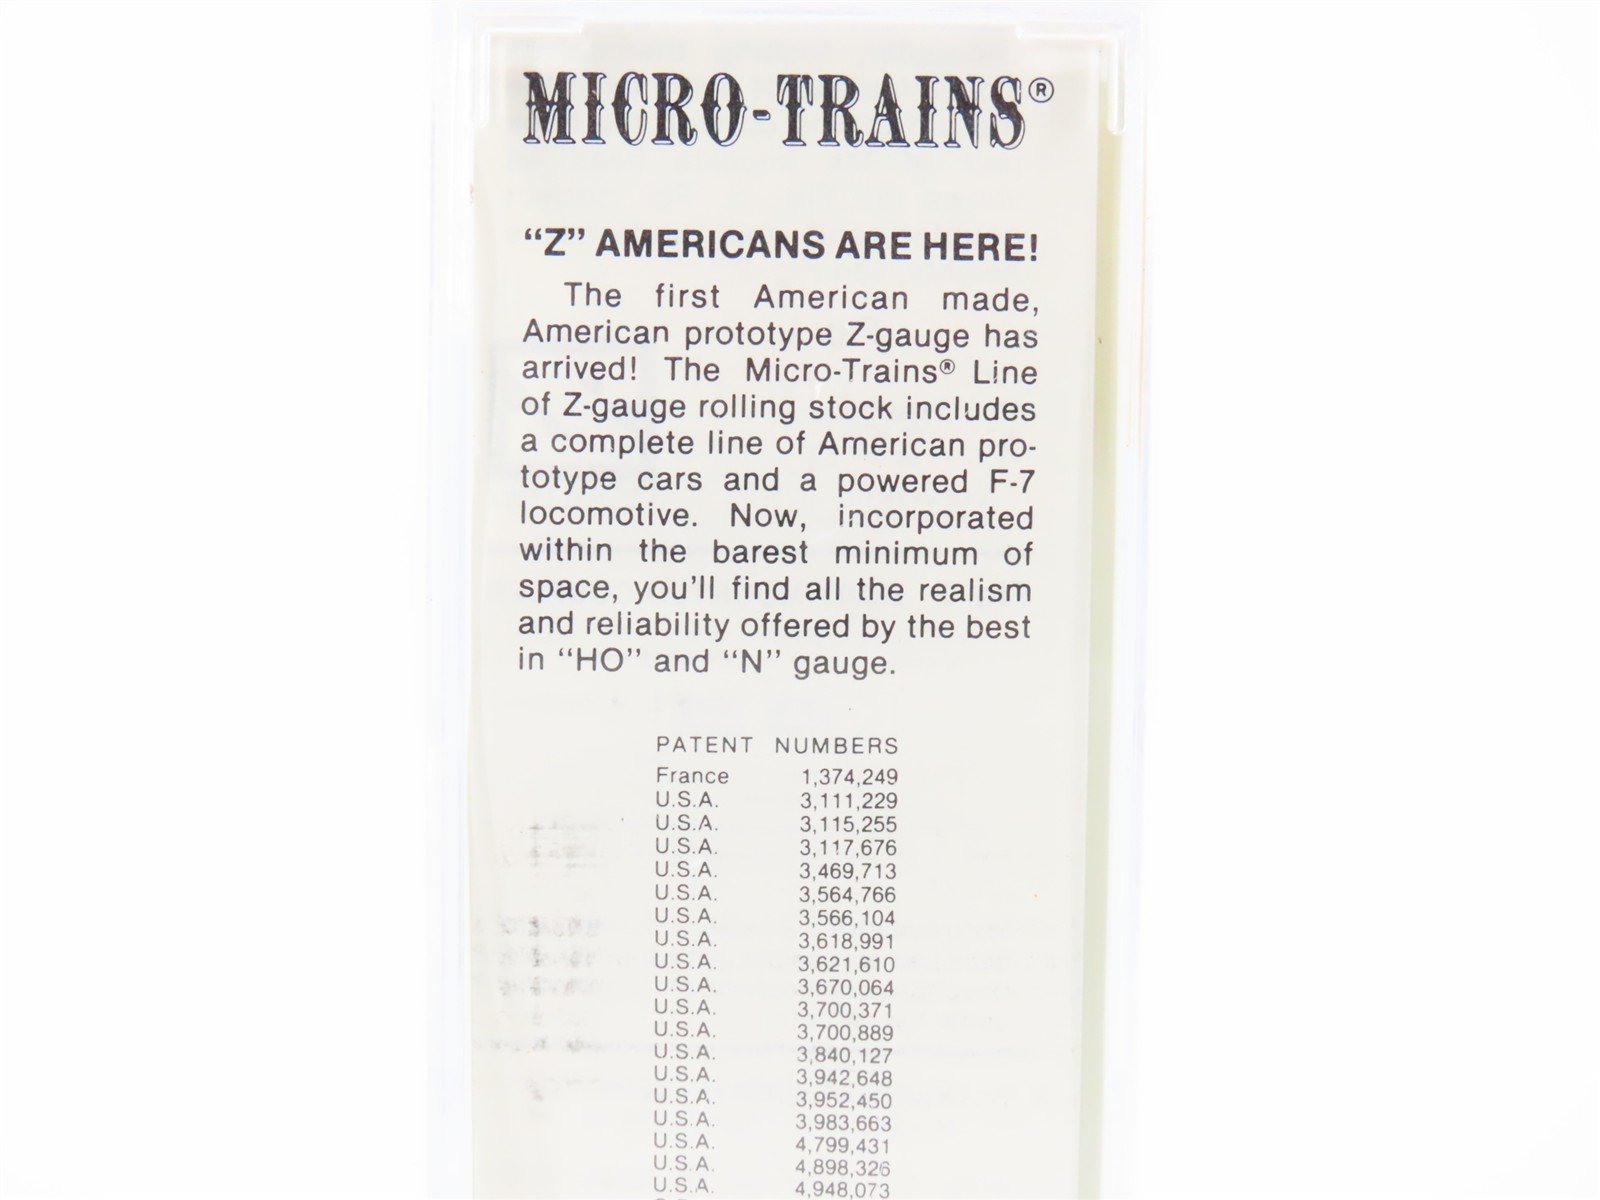 MICRO-TRAINS®
“Z” AMERICANS ARE HERE!
The first American made,
American prototype Z-gauge has
arrived! The Micro-Trains® Line
of Z-gauge rolling stock includes
a complete line of American pro-
totype cars and a powered F-7
locomotive. Now, incorporated
within the barest minimum of
space, you’ll find all the realism
and reliability offered by the best
in “HO” and “N” gauge.
PATENT NUMBERS
France 1,374,249
U.S.A. 3,111,229
U.S.A. 3,115,255
U.S.A. 3,117,676
U.S.A. 3,469,713
U.S.A. 3,564,766
U.S.A. 3,566,104
U.S.A. 3,618,991
U.S.A. 3,621,610
U.S.A. 3,670,064
U.S.A. 3,700,371
U.S.A. 3,700,889
U.S.A. 3,840,127
U.S.A. 3,942,648
U.S.A. 3,952,450
U.S.A. 3,983,663
U.S.A. 4,799,431
U.S.A. 4,898,326
U.S.A. 4,948,073